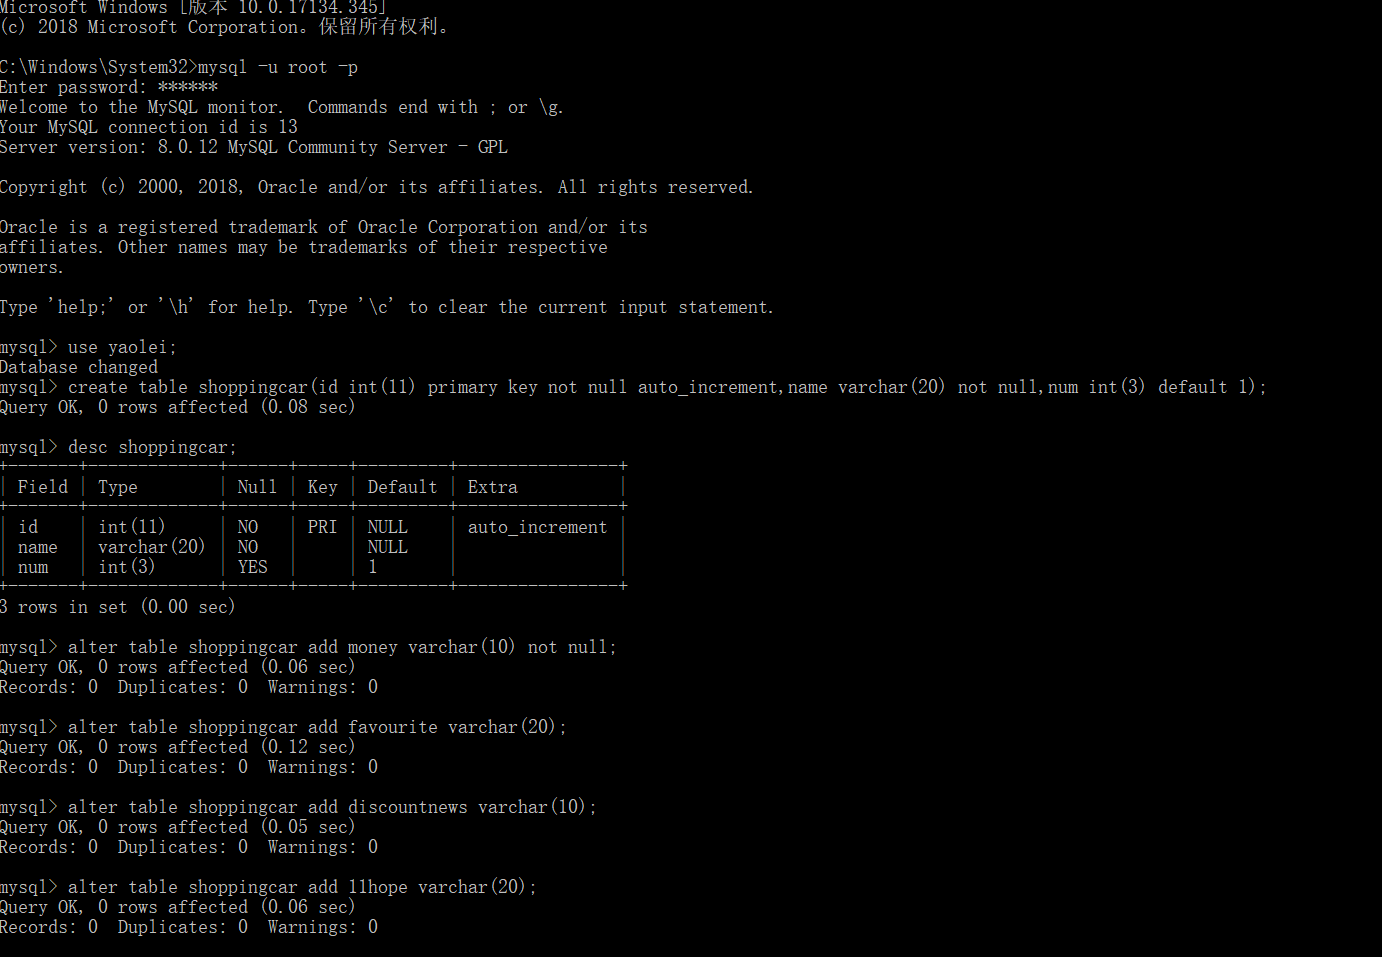 Microsoft Windows [版本 10.0.17134.345]
(c) 2018 Microsoft Corporation。保留所有权利。
C:\Windows\System32>mysql -u root -p
Enter password: ******
Welcome to the MySQL monitor.  Commands end with ; or \g.
Your MySQL connection id is 13
Server version: 8.0.12 MySQL Community Server - GPL
Copyright (c) 2000, 2018, Oracle and/or its affiliates. All rights reserved.
Oracle is a registered trademark of Oracle Corporation and/or its
affiliates. Other names may be trademarks of their respective
owners.
Type 'help;' or '\h' for help. Type '\c' to clear the current input statement.
mysql> use yaolei;
Database changed
mysql> create table shoppingcar(id int(11) primary key not null auto_increment,name varchar(20) not null,num int(3) default 1);
Query OK, 0 rows affected (0.08 sec)
mysql> desc shoppingcar;
+-------+-------------+------+-----+---------+----------------+
| Field | Type        | Null | Key | Default | Extra          |
+-------+-------------+------+-----+---------+----------------+
| id    | int(11)     | NO   | PRI | NULL    | auto_increment |
| name  | varchar(20) | NO   |     | NULL    |                |
| num   | int(3)      | YES  |     | 1       |                |
+-------+-------------+------+-----+---------+----------------+
3 rows in set (0.00 sec)
mysql> alter table shoppingcar add money varchar(10) not null;
Query OK, 0 rows affected (0.06 sec)
Records: 0  Duplicates: 0  Warnings: 0
mysql> alter table shoppingcar add favourite varchar(20);
Query OK, 0 rows affected (0.12 sec)
Records: 0  Duplicates: 0  Warnings: 0
mysql> alter table shoppingcar add discountnews varchar(10);
Query OK, 0 rows affected (0.05 sec)
Records: 0  Duplicates: 0  Warnings: 0
mysql> alter table shoppingcar add 11hope varchar(20);
Query OK, 0 rows affected (0.06 sec)
Records: 0  Duplicates: 0  Warnings: 0